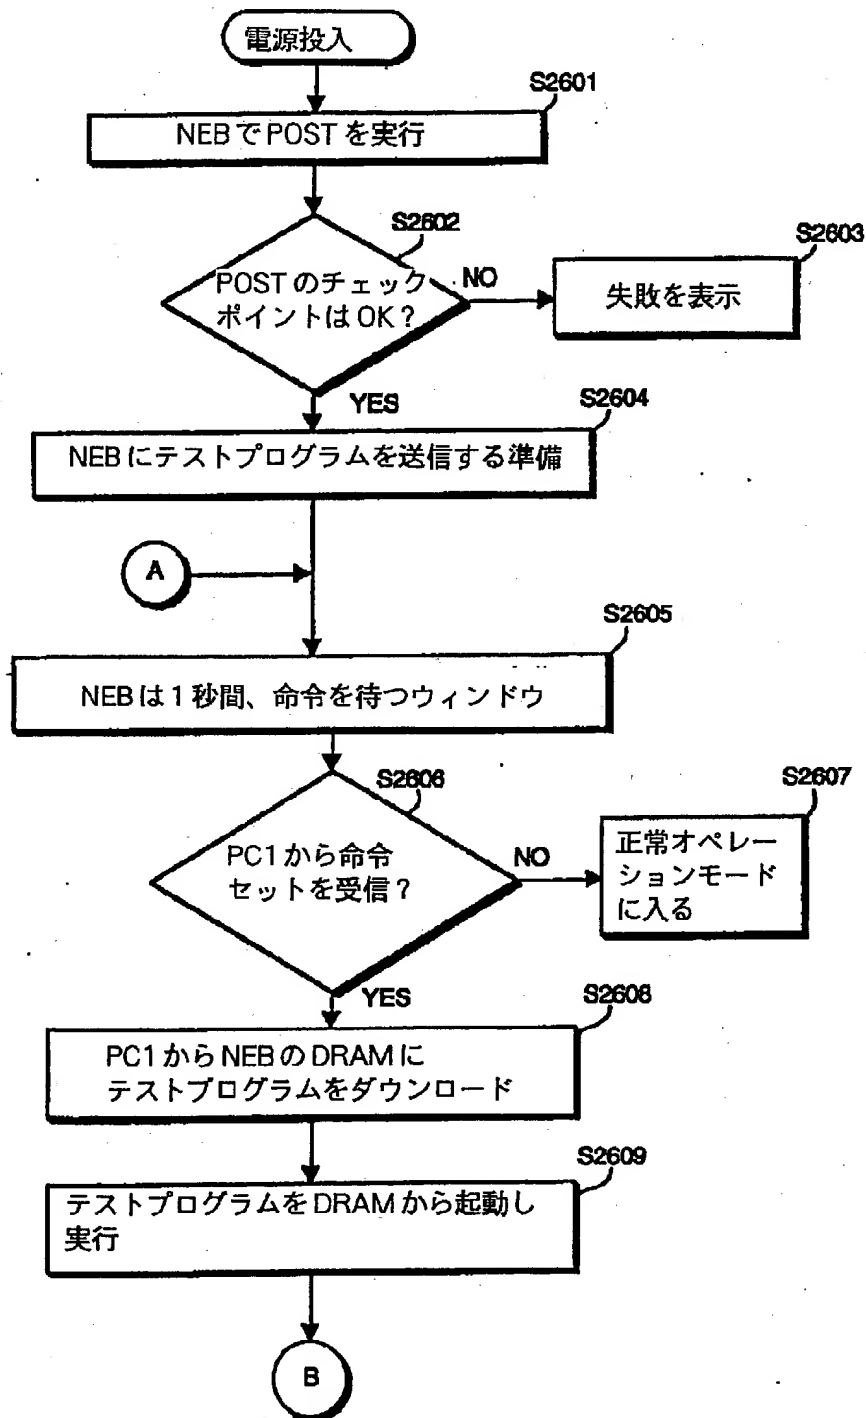 電源投入
S2601
NEBでPOSTを実行
S2602
POSTのチェック
ポイントはOK?
NO
S2603
失敗を表示
YES
S2604
NEBにテストプログラムを送信する準備
A
S2605
NEBは1秒間、命令を待つウィンドウ
S2606
PC1から命令
セットを受信?
NO
S2607
正常オペレー
ションモード
に入る
YES
S2608
PC1からNEBのDRAMに
テストプログラムをダウンロード
S2609
テストプログラムをDRAMから起動し
実行
B